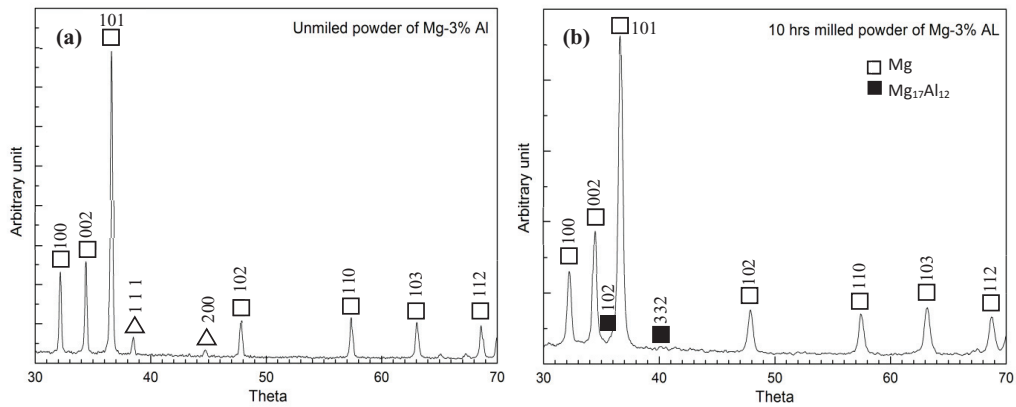 (a)
Unmiled powder of Mg-3% Al
Arbitrary unit
100
002
101
1 1 1
200
102
110
103
112
30 40 50 60 70
Theta
(b)
10 hrs milled powder of Mg-3% AL
Mg
Mg17Al12
Arbitrary unit
100
002
102
101
332
102
110
1103
112
30 40 50 60 70
Theta